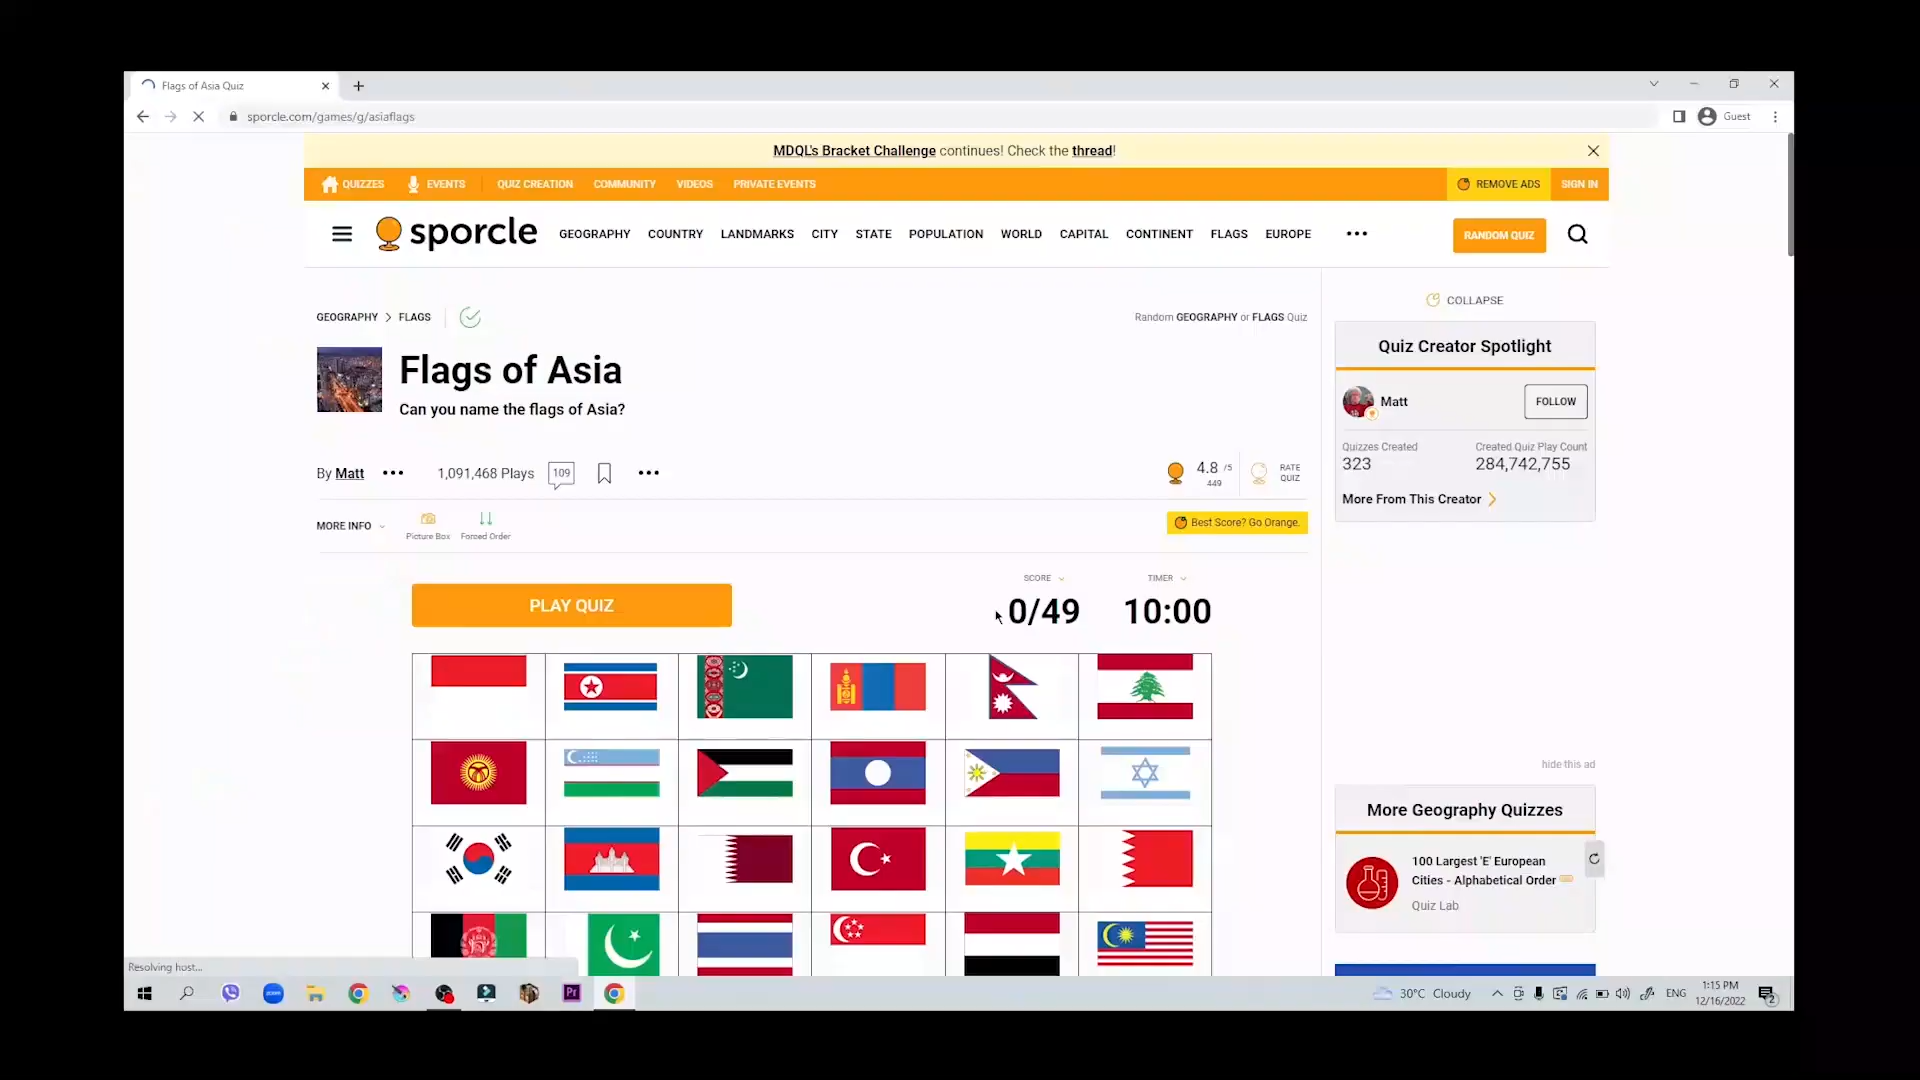 Flags of Asia Quiz
sporcle.com/games/g/asiaflags
Guest
MDQL's Bracket Challenge continues! Check the thread!
QUIZZES EVENTS QUIZ CREATION COMMUNITY VIDEOS PRIVATE EVENTS REMOVE ADS SIGN IN
sporcle GEOGRAPHY COUNTRY LANDMARKS CITY STATE POPULATION WORLD CAPITAL CONTINENT FLAGS EUROPE RANDOM QUIZ
COLLAPSE
GEOGRAPHY > FLAGS
Random GEOGRAPHY or FLAGS Quiz
Flags of Asia
Can you name the flags of Asia?
Quiz Creator Spotlight
Matt FOLLOW
Quizzes Created Created Quiz Play Count
323 284,742,755
More From This Creator
By Matt 1,091,468 Plays 109
4.8 /5
449
RATE
QUIZ
MORE INFO Picture Box Forced Order
Best Score? Go Orange.
PLAY QUIZ
SCORE TIMER
0/49 10:00
hide this ad
More Geography Quizzes
100 Largest 'E' European
Cities - Alphabetical Order
Quiz Lab
Resolving host...
zoom
Pr
30°C Cloudy
ENG
1:15 PM
12/16/2022
2